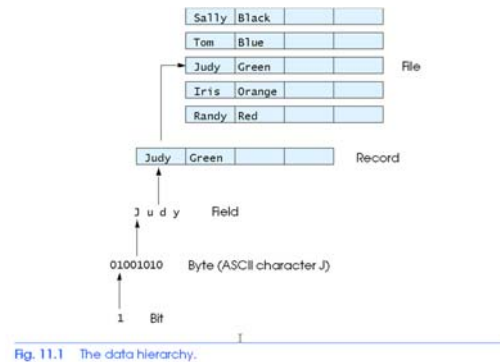 Sally Black
Tom Blue
Judy Green File
Iris Orange
Randy Red
Judy Green Record
J u d y Field
01001010 Byte (ASCII character J)
1 Bit
Fig. 11.1 The data hierarchy.